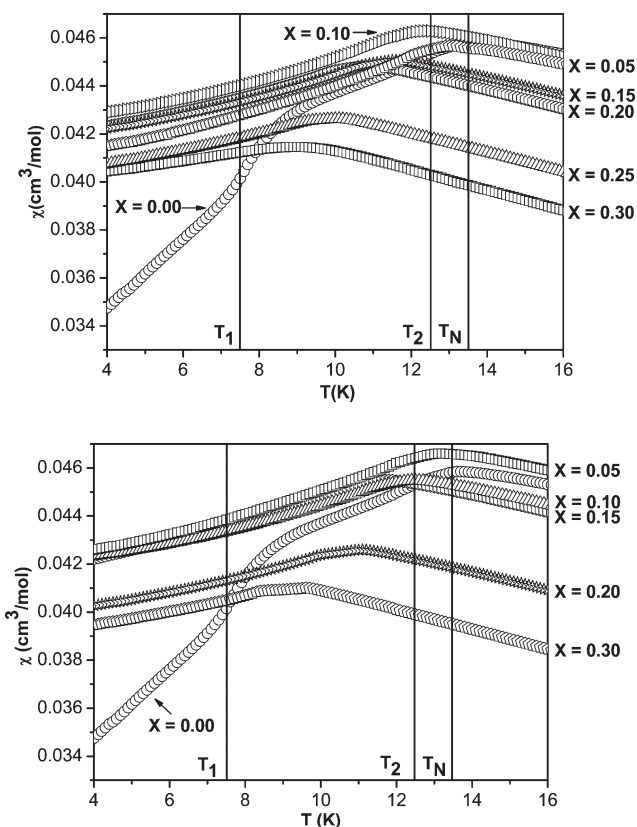 0.046
0.044
0.042
0.040
0.038
0.036
0.034
χ(cm³/mol)
X = 0.10
X = 0.05
X = 0.15
X = 0.20
X = 0.25
X = 0.30
X = 0.00
T₁
T₂
T_N
4 6 8 10 12 14 16
T(K)
0.046
0.044
0.042
0.040
0.038
0.036
0.034
χ (cm³/mol)
X = 0.05
X = 0.10
X = 0.15
X = 0.20
X = 0.30
X = 0.00
T₁
T₂
T_N
4 6 8 10 12 14 16
T (K)